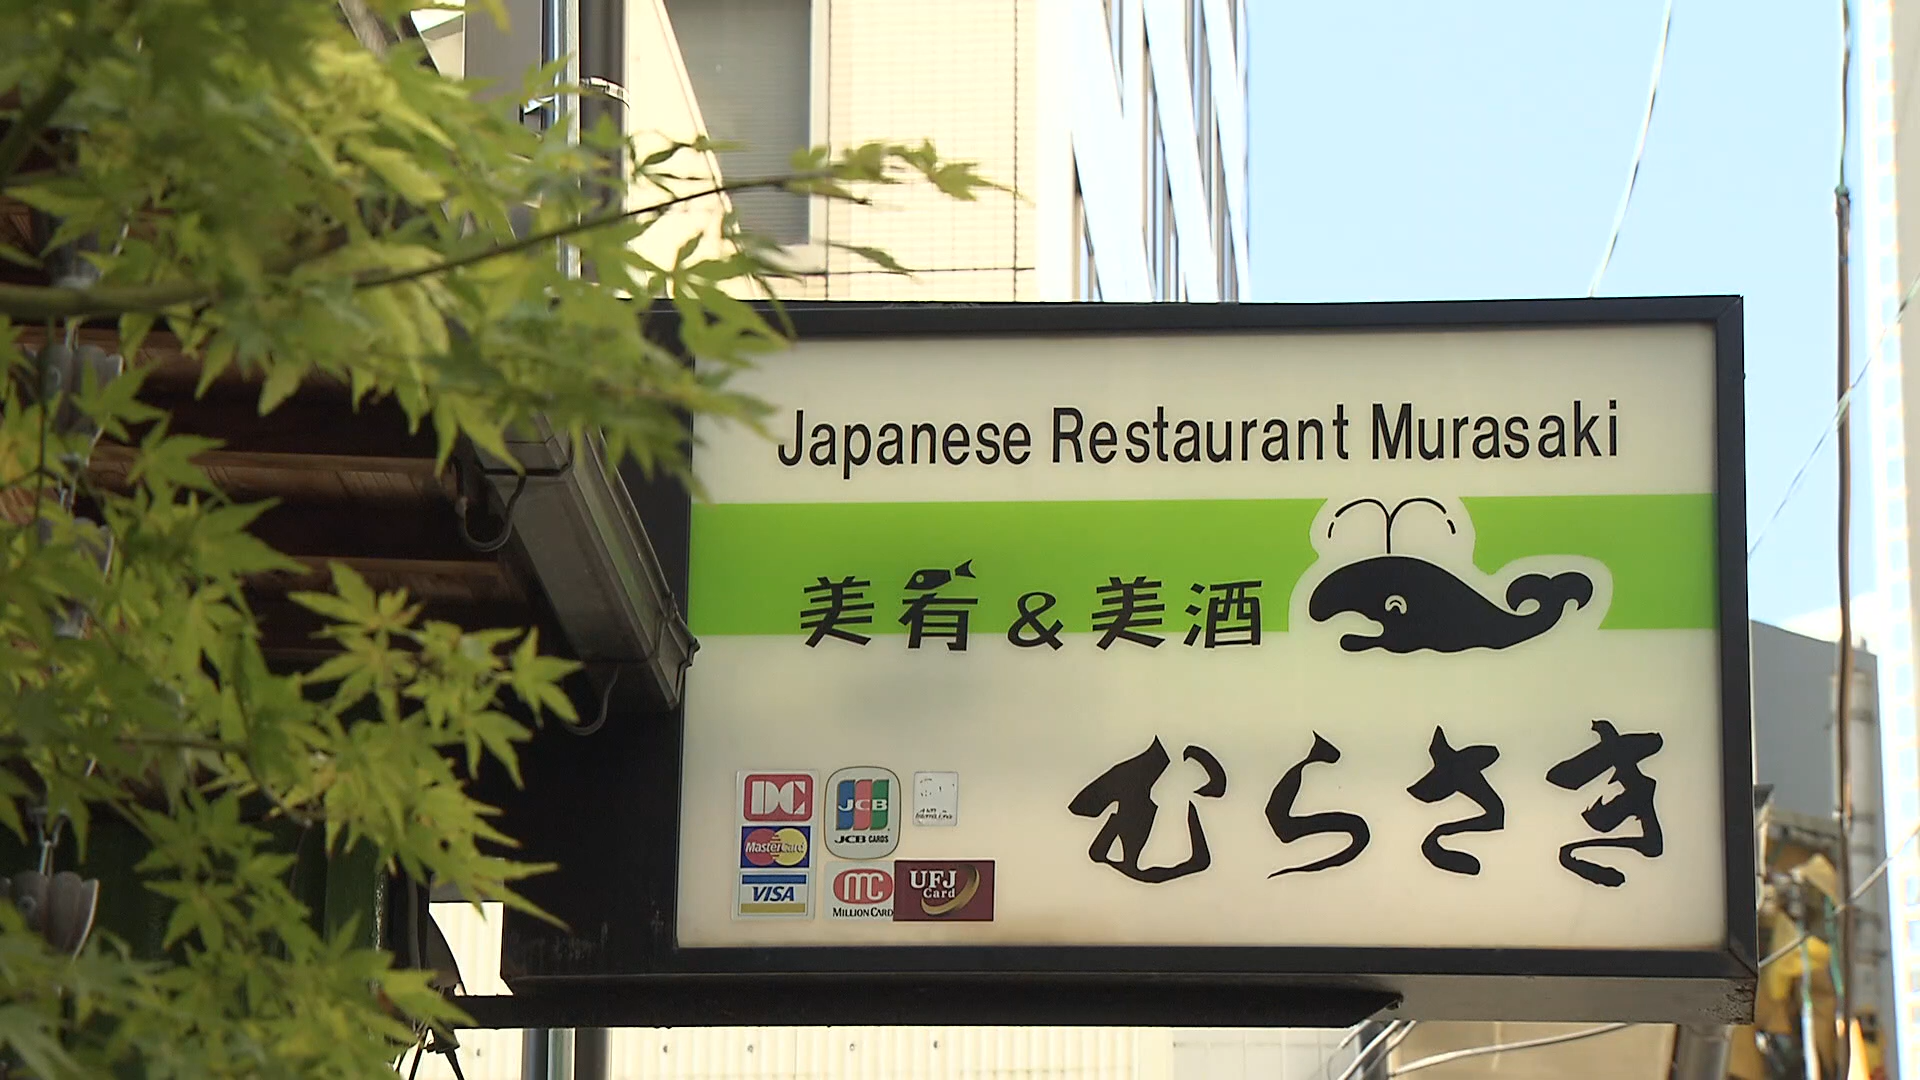 Japanese Restaurant Murasaki
美肴&美酒
むらさき
DC
JCB
JCB CARDS
MasterCard
VISA
MC
MILLION CARD
UFJ
Card